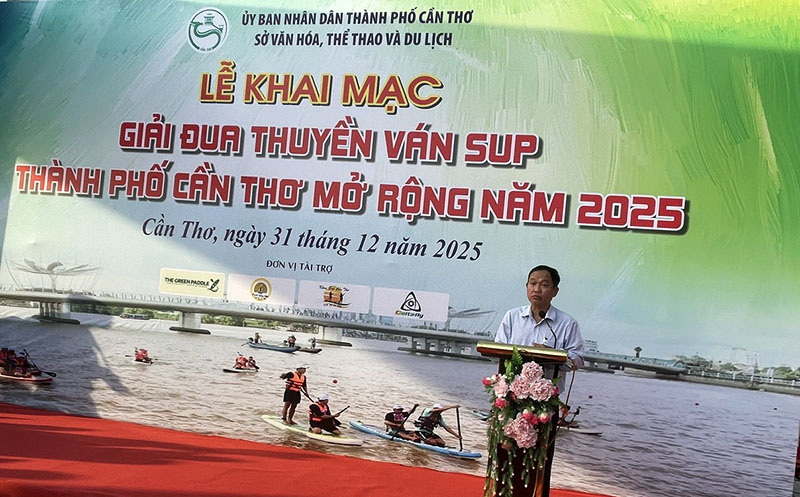 ỦY BAN NHÂN DÂN THÀNH PHỐ CẦN THƠ
SỞ VĂN HÓA, THỂ THAO VÀ DU LỊCH
LỄ KHAI MẠC
GIẢI ĐUA THUYỀN VÁN SUP
THÀNH PHỐ CẦN THƠ MỞ RỘNG NĂM 2025
Cần Thơ, ngày 31 tháng 12 năm 2025
ĐƠN VỊ TÀI TRỢ
THE GREEN PADDLE